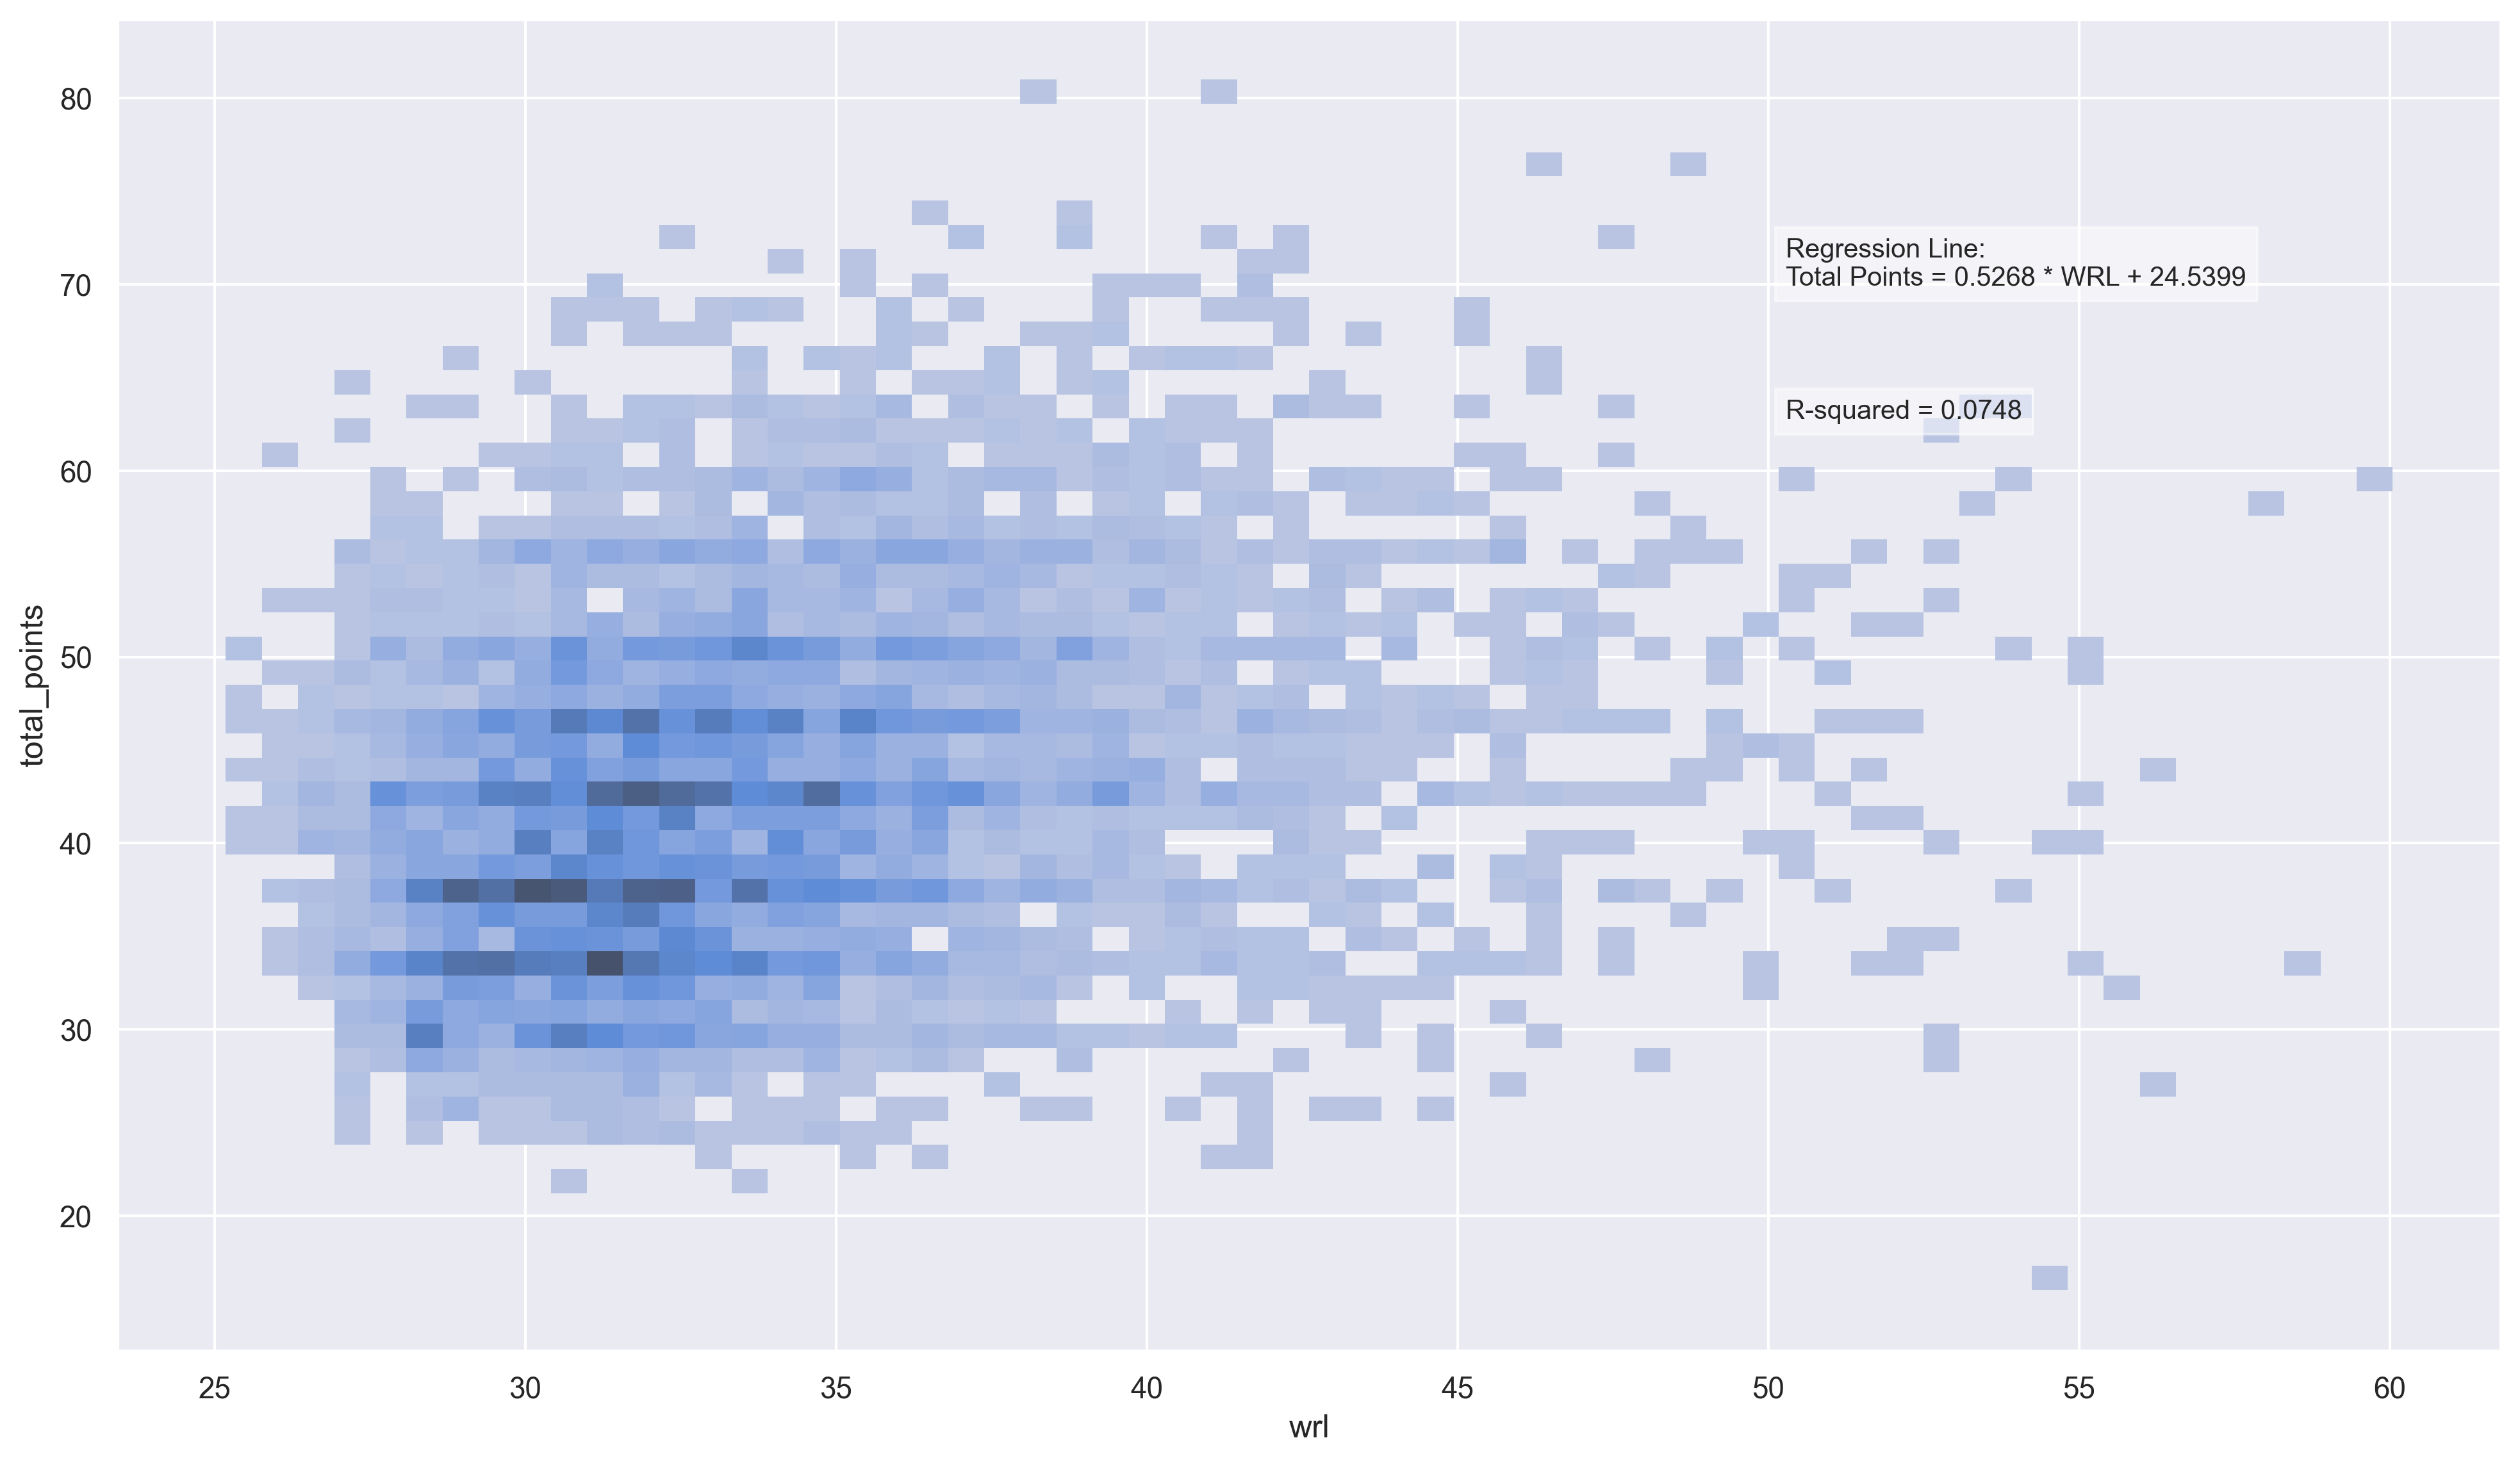 80
70
60
50
40
30
20
total_points
Regression Line:
Total Points = 0.5268 * WRL + 24.5399
R-squared = 0.0748
25 30 35 40 45 50 55 60
wrl